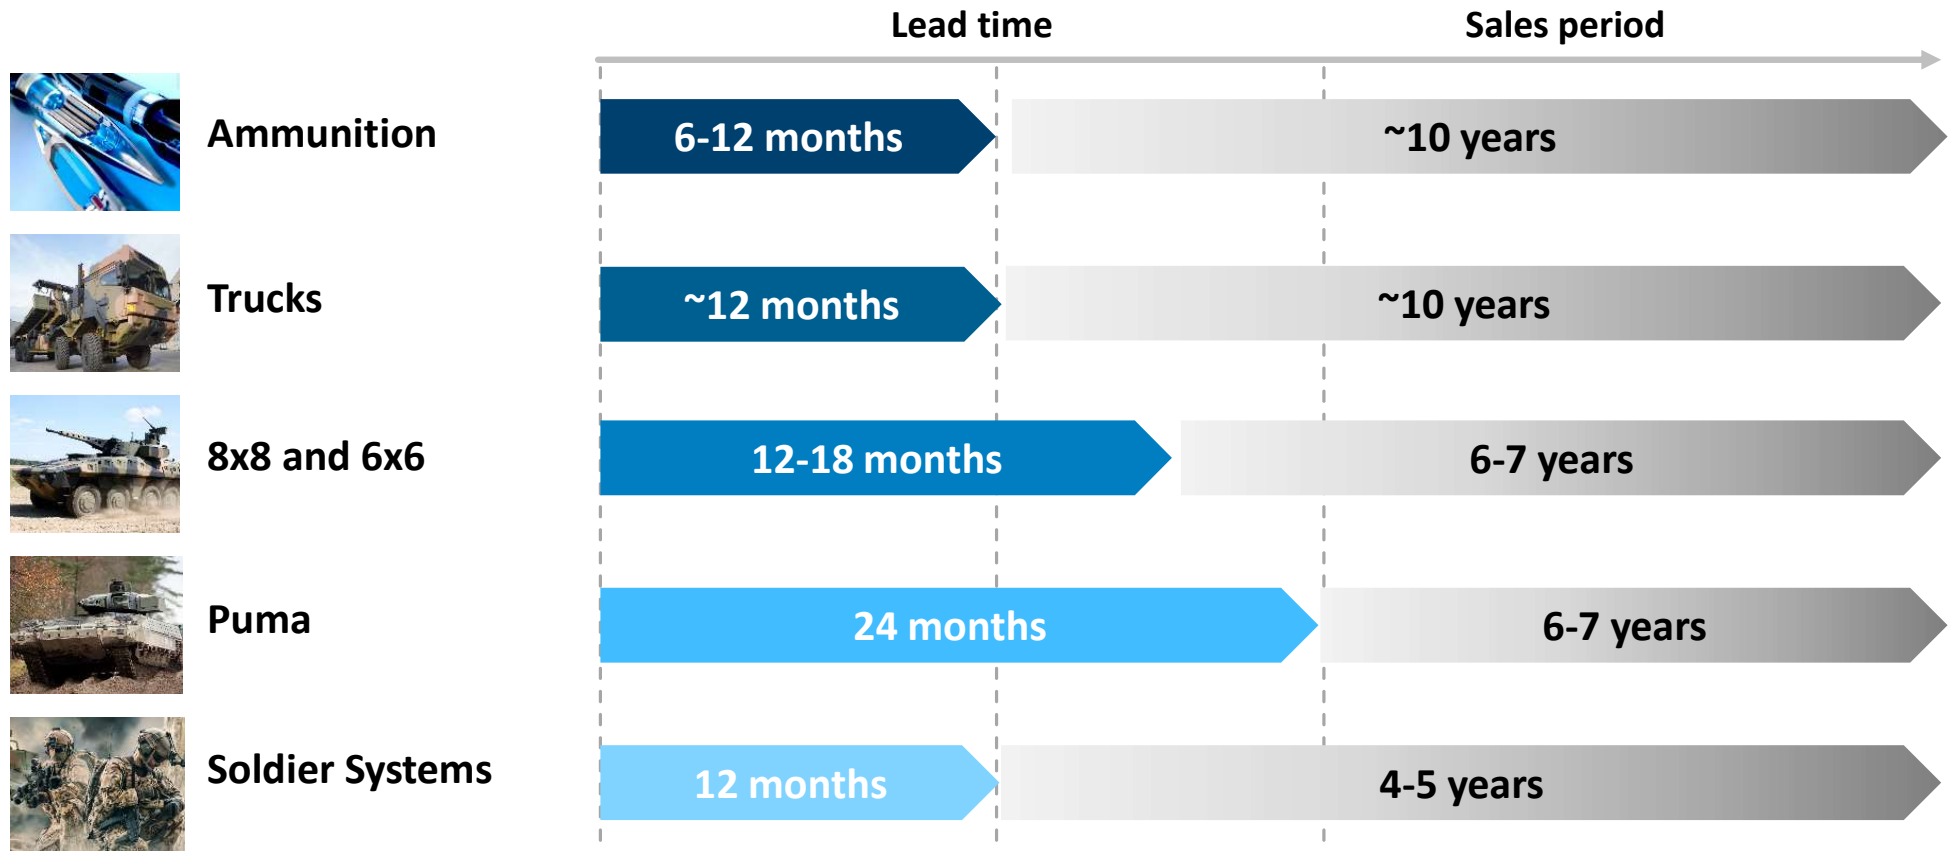 Lead time
Sales period
Ammunition
6-12 months
~10 years
Trucks
~12 months
~10 years
8x8 and 6x6
12-18 months
6-7 years
Puma
24 months
6-7 years
Soldier Systems
12 months
4-5 years